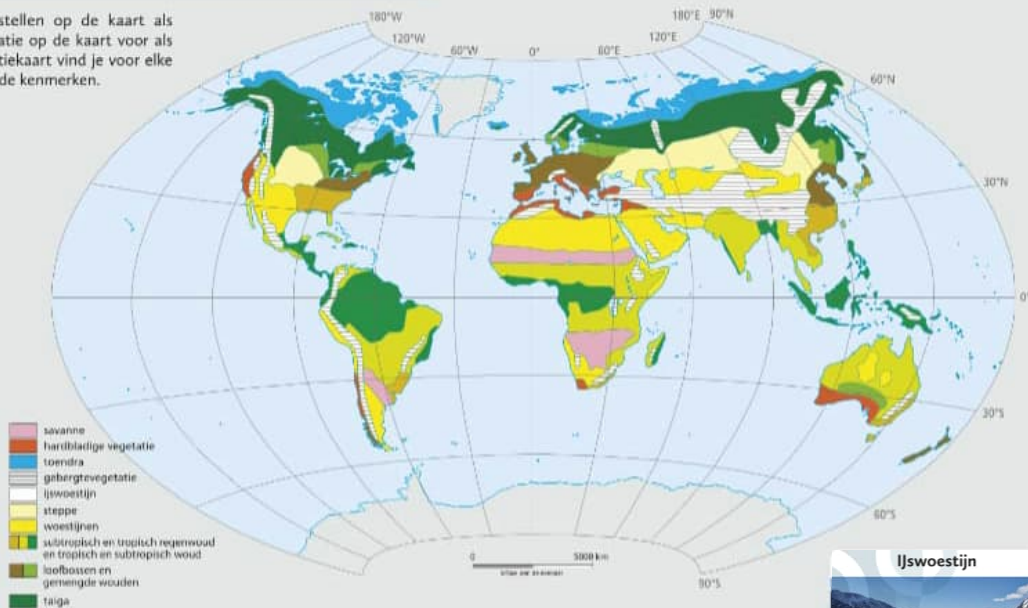 stellen op de kaart als
atie op de kaart voor als
tiekaart vind je voor elke
de kenmerken.
180°W
120°W
60°W
0°
60°E
120°E
180°E
90°N
60°N
30°N
0°
30°S
60°S
90°S
savanne
hardbladige vegetatie
toendra
gebergtevegetatie
ijswoestijn
steppe
woestijnen
subtropisch en tropisch regenwoud
en tropisch en subtropisch woud
loofbossen en
gemengde wouden
taiga
0
5000 km
IJswoestijn